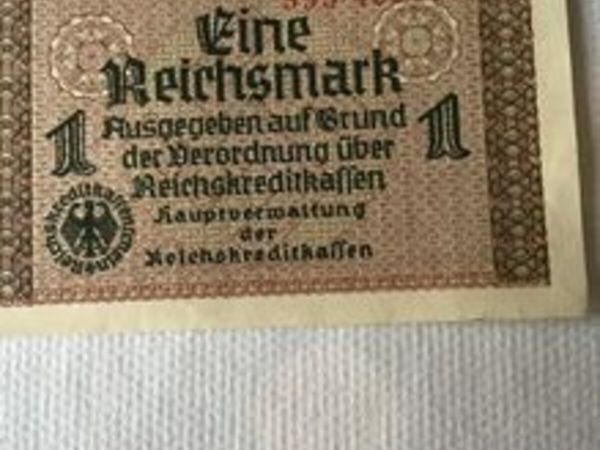 Eine
Reichsmark
1 Ausgegeben auf Grund 1
der Verordnung über
Reichskreditkassen
Hauptverwaltung
der
Reichskreditkassen